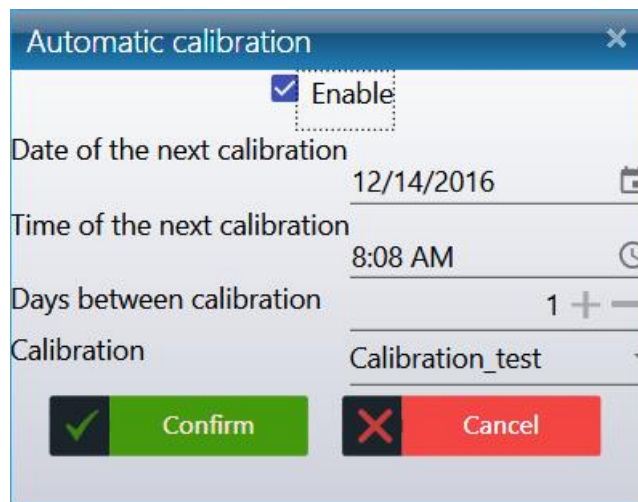 Automatic calibration
Enable
Date of the next calibration
12/14/2016
Time of the next calibration
8:08 AM
Days between calibration
1
Calibration
Calibration_test
Confirm
Cancel